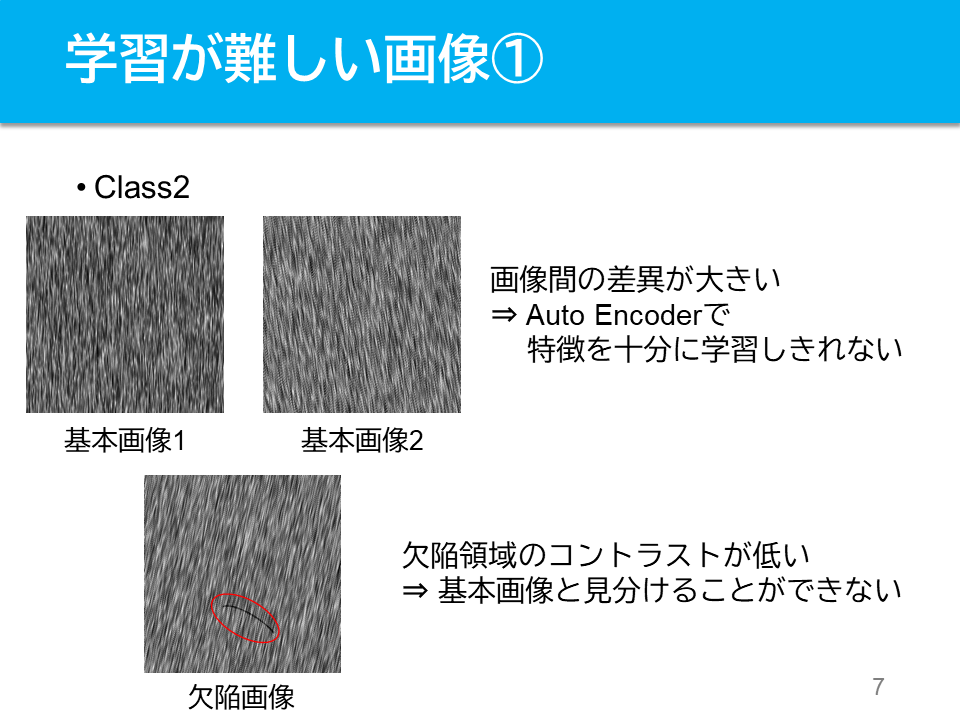 学習が難しい画像①
• Class2
画像間の差異が大きい
⇒ Auto Encoderで
特徴を十分に学習しきれない
基本画像1
基本画像2
欠陥領域のコントラストが低い
⇒ 基本画像と見分けることができない
欠陥画像
7